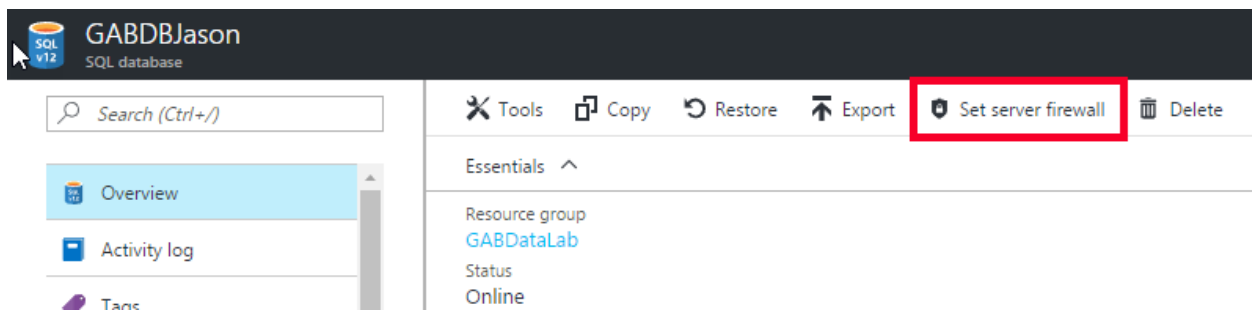 GABDBJason
SQL database
SQL
v12
Search (Ctrl+/)
Overview
Activity log
Tags
Tools Copy Restore Export Set server firewall Delete
Essentials
Resource group
GABDataLab
Status
Online